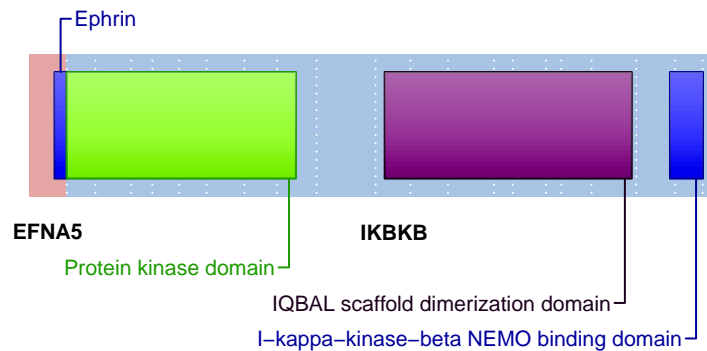 Ephrin
EFNA5 IKBKB
Protein kinase domain
IQBAL scaffold dimerization domain
I−kappa−kinase−beta NEMO binding domain